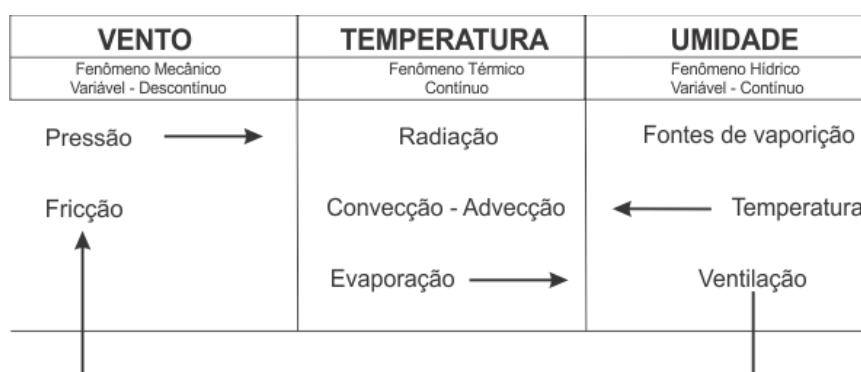 VENTO
TEMPERATURA
UMIDADE
Fenômeno Mecânico
Variável - Descontínuo
Fenômeno Térmico
Contínuo
Fenômeno Hídrico
Variável - Contínuo
Pressão
Radiação
Fontes de vaporição
Fricção
Convecção - Advecção
Temperatura
Evaporação
Ventilação